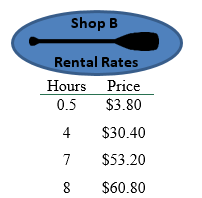 Shop B
Rental Rates
Hours Price
0.5 $3.80
4 $30.40
7 $53.20
8 $60.80